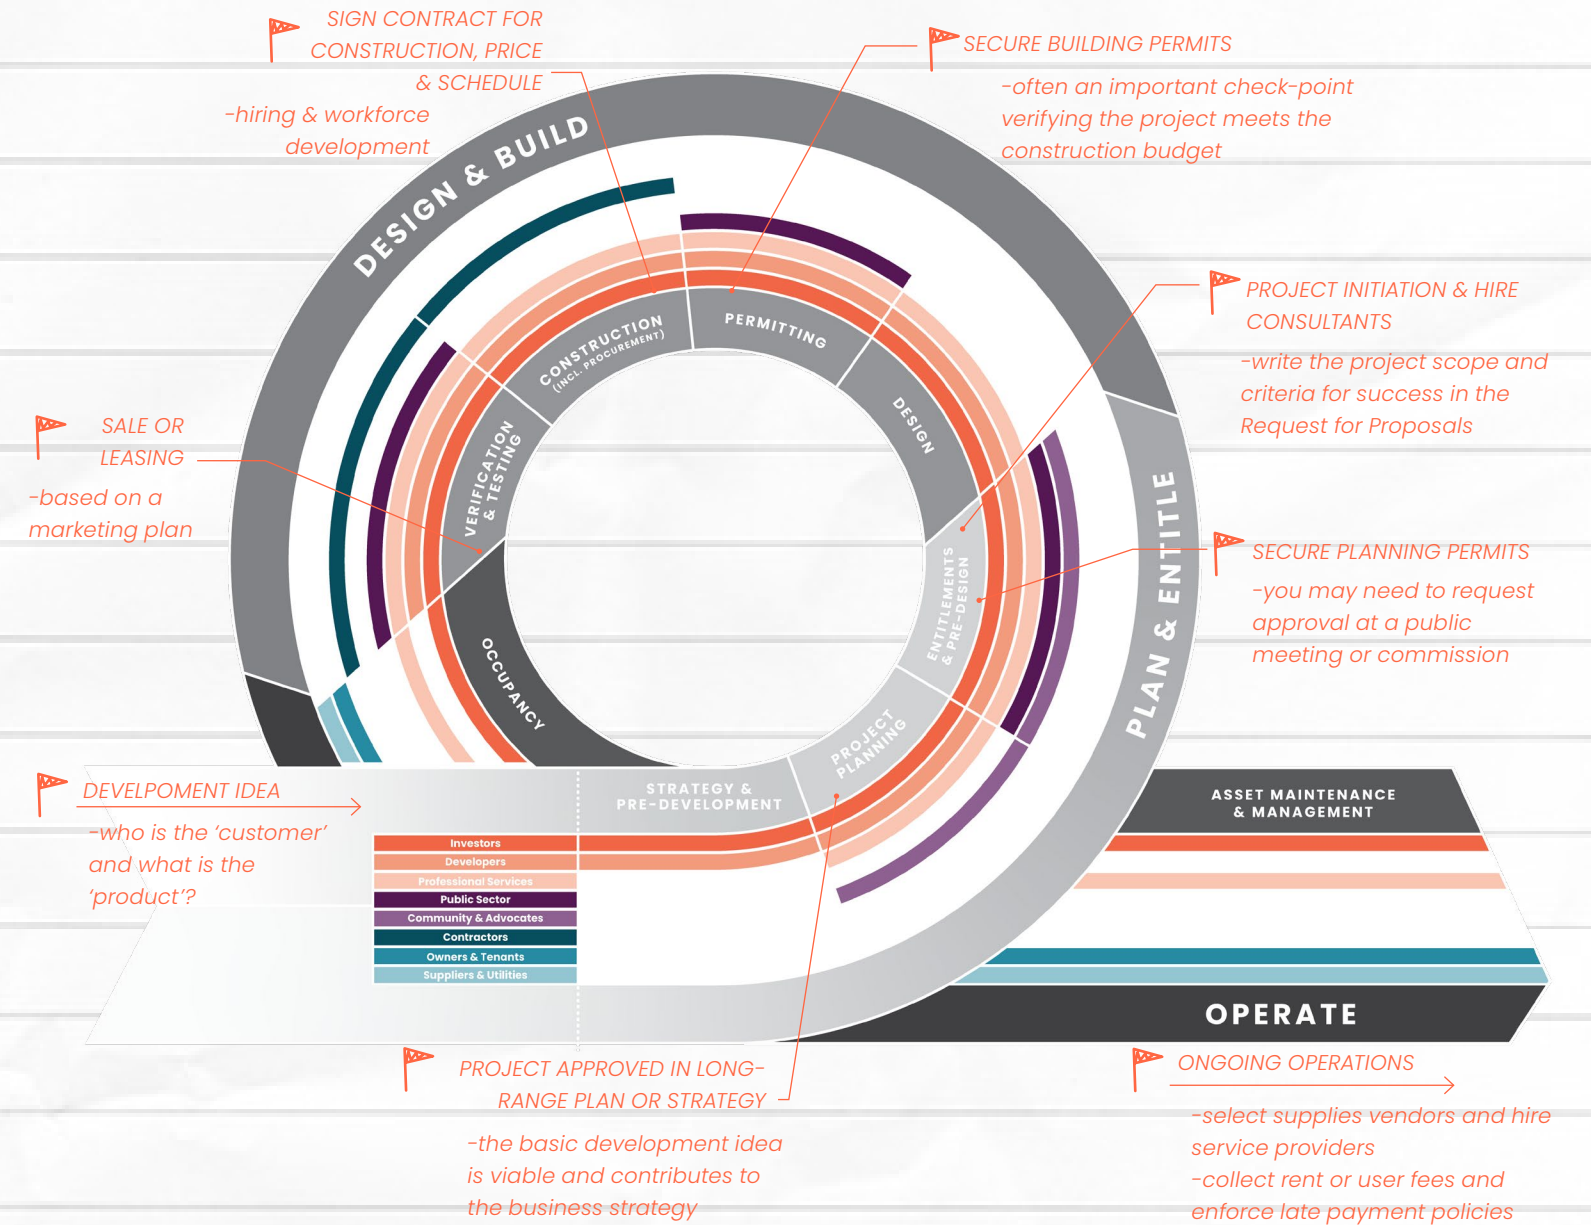 SIGN CONTRACT FOR
CONSTRUCTION, PRICE
& SCHEDULE
-hiring & workforce
development
SECURE BUILDING PERMITS
-often an important check-point
verifying the project meets the
construction budget
DESIGN & BUILD
PROJECT INITIATION & HIRE
CONSULTANTS
-write the project scope and
criteria for success in the
Request for Proposals
CONSTRUCTION
(INCL. PROCUREMENT)
PERMITTING
DESIGN
SALE OR
LEASING
-based on a
marketing plan
VERIFICATION
& TESTING
ENTITLEMENTS
& PRE-DESIGN
PLAN & ENTITLE
SECURE PLANNING PERMITS
-you may need to request
approval at a public
meeting or commission
OCCUPANCY
PROJECT
PLANNING
DEVELPOMENT IDEA
-who is the ‘customer’
and what is the
‘product’?
STRATEGY &
PRE-DEVELOPMENT
ASSET MAINTENANCE
& MANAGEMENT
Investors
Developers
Professional Services
Public Sector
Community & Advocates
Contractors
Owners & Tenants
Suppliers & Utilities
OPERATE
PROJECT APPROVED IN LONG-
RANGE PLAN OR STRATEGY
-the basic development idea
is viable and contributes to
the business strategy
ONGOING OPERATIONS
-select supplies vendors and hire
service providers
-collect rent or user fees and
enforce late payment policies